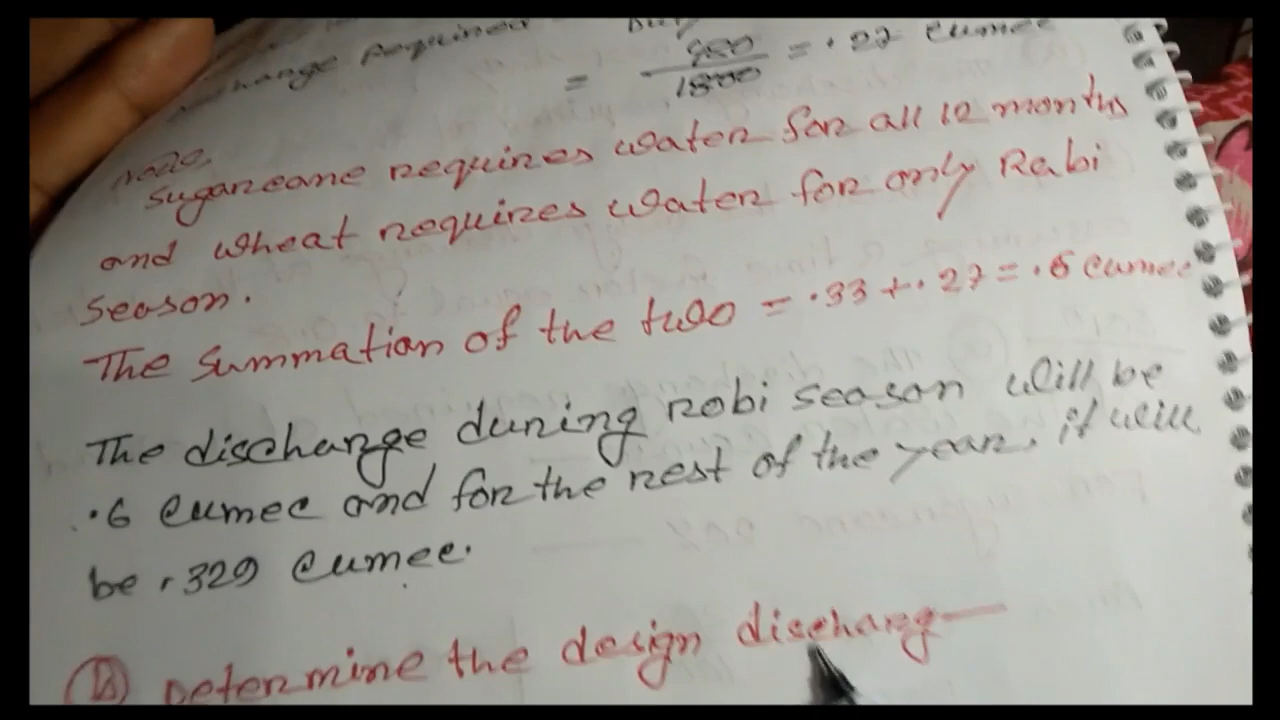 Required
= 480/1800 = .27 cumec
Note.
Sugarcane requires water for all 12 months
and wheat requires water for only Rabi
season.
The summation of the two = .33 + .27 = .6 cumec
The discharge during robi season will be
.6 cumec and for the rest of the year, it will
be .329 cumec.
(b) Determine the design discharg